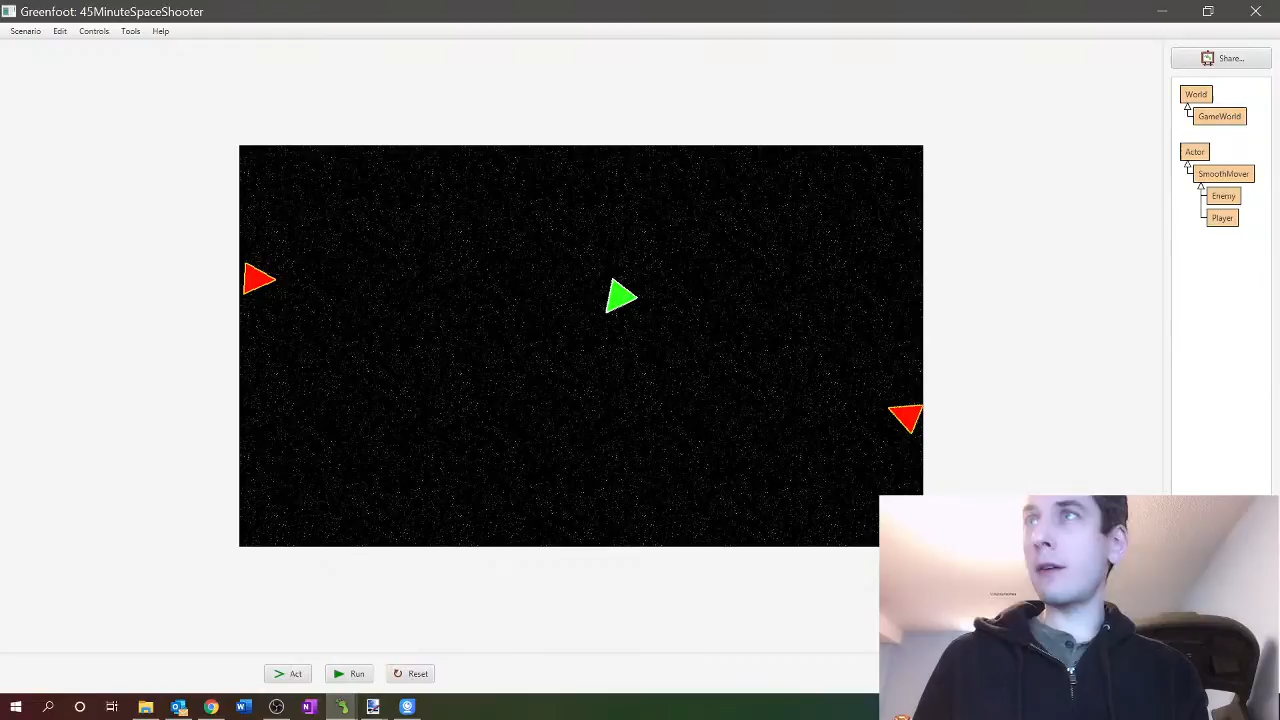 Greenfoot: 45MinuteSpaceShooter
Scenario Edit Controls Tools Help
Share...
World
GameWorld
Actor
SmoothMover
Enemy
Player
Act Run Reset